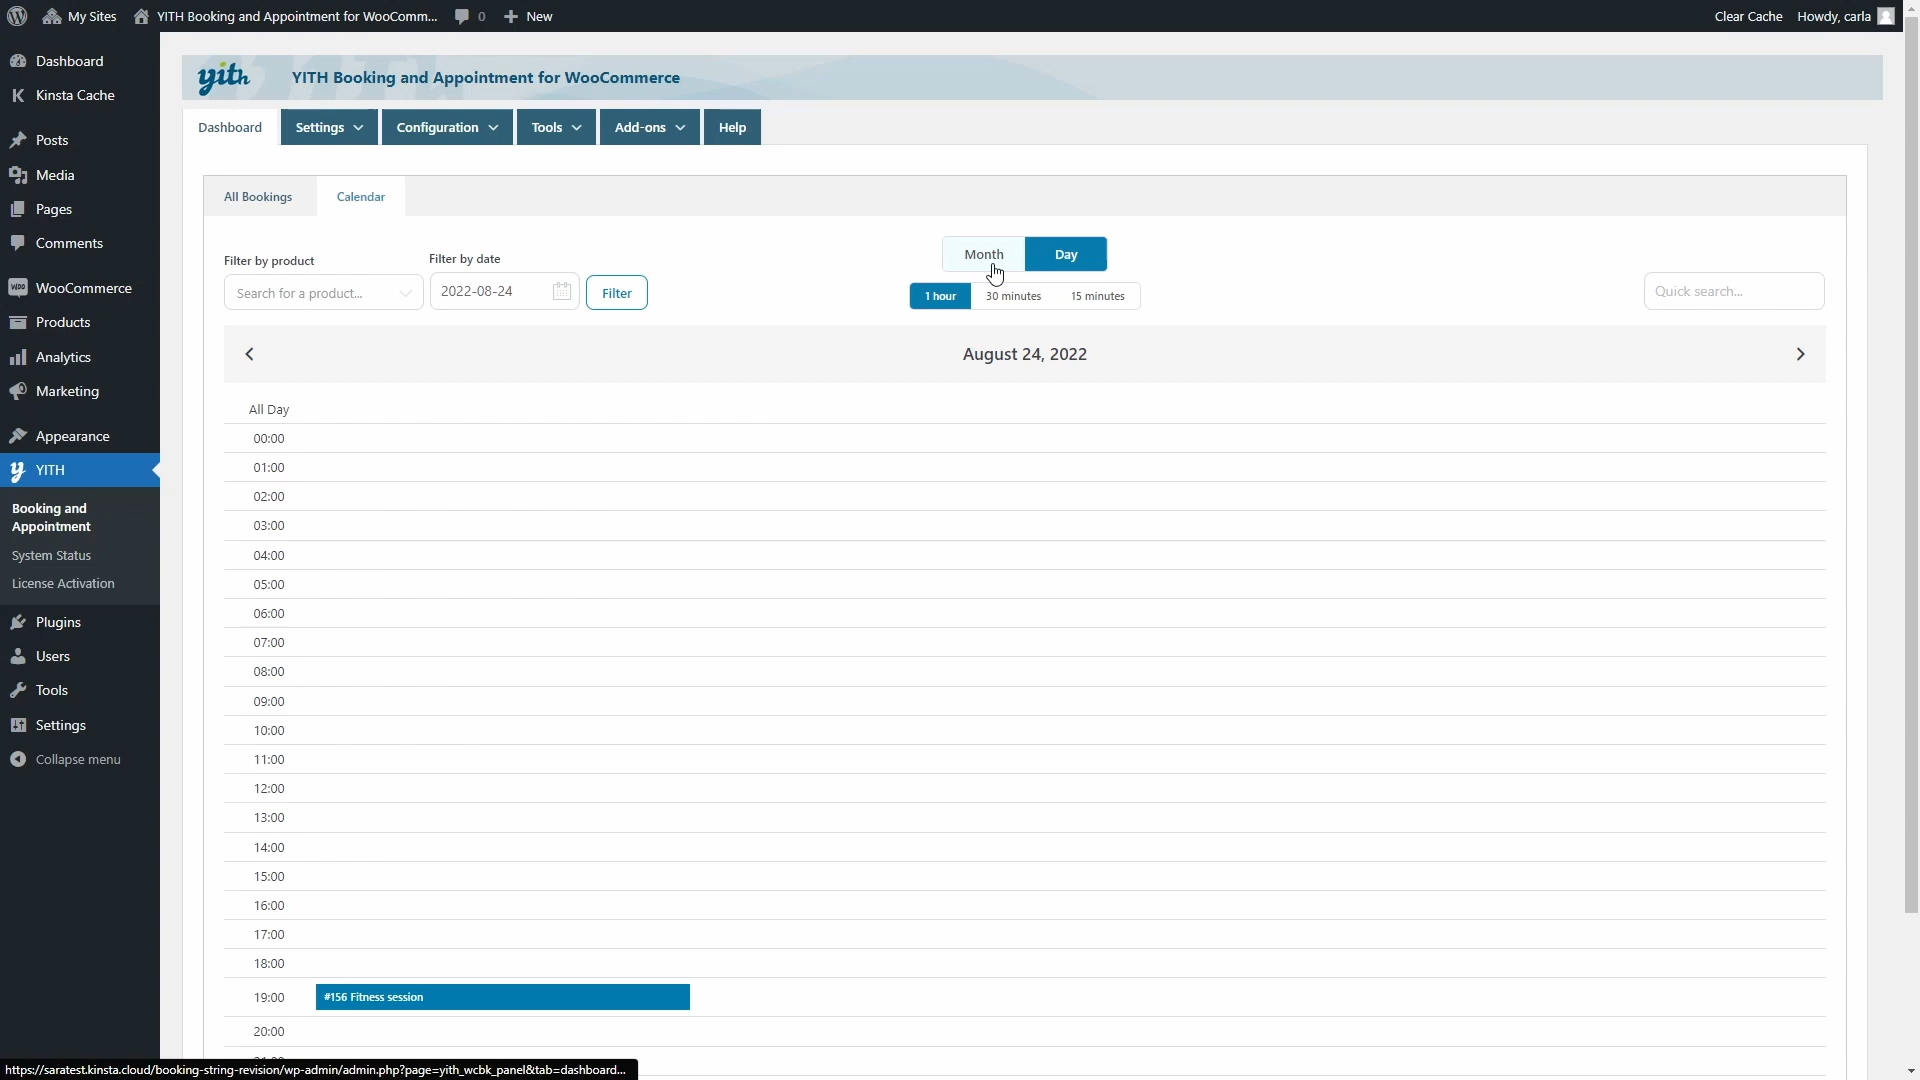 My Sites
YITH Booking and Appointment for WooComm...
0
New
Clear Cache
Howdy, carla
Dashboard
Kinsta Cache
Posts
Media
Pages
Comments
WooCommerce
Products
Analytics
Marketing
Appearance
YITH
Booking and
Appointment
System Status
License Activation
Plugins
Users
Tools
Settings
Collapse menu
yith
YITH Booking and Appointment for WooCommerce
Dashboard
Settings
Configuration
Tools
Add-ons
Help
All Bookings
Calendar
Filter by product
Search for a product...
Filter by date
2022-08-24
Filter
Month
Day
1 hour
30 minutes
15 minutes
Quick search...
August 24, 2022
All Day
00:00
01:00
02:00
03:00
04:00
05:00
06:00
07:00
08:00
09:00
10:00
11:00
12:00
13:00
14:00
15:00
16:00
17:00
18:00
19:00
#156 Fitness session
20:00
https://saratest.kinsta.cloud/booking-string-revision/wp-admin/admin.php?page=yith_wcbk_panel&tab=dashboard...